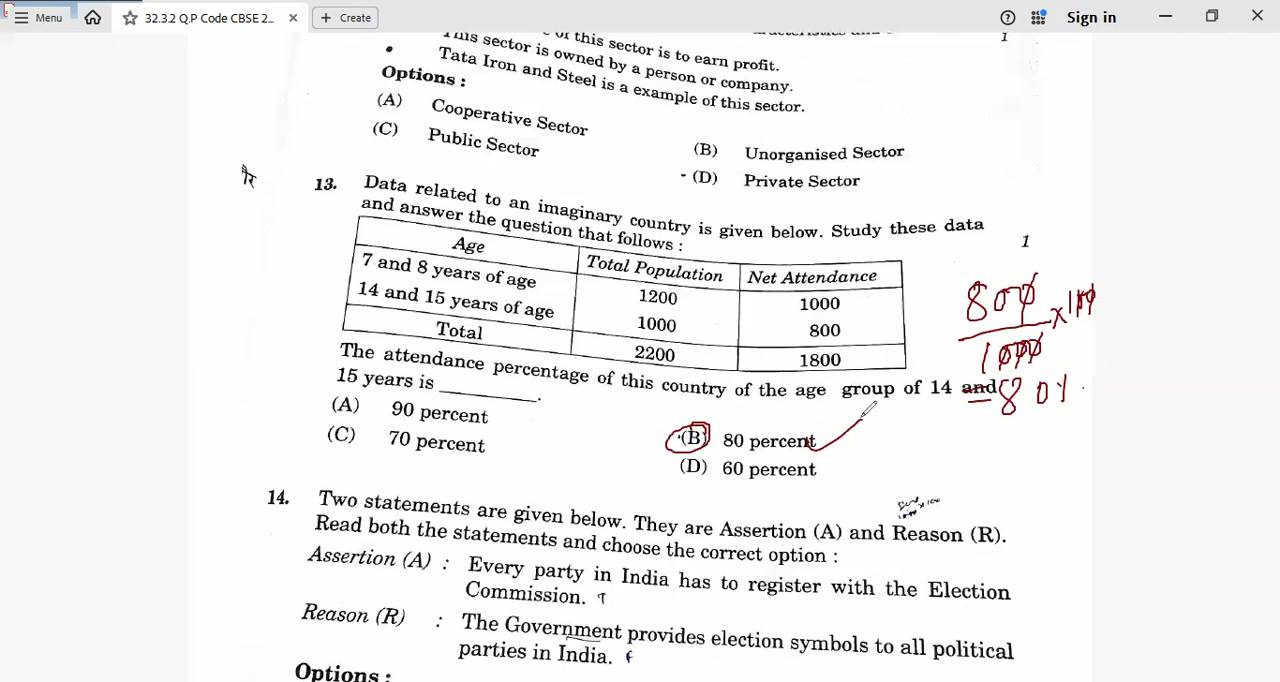 Menu
32.3.2 Q.P Code CBSE 2...
Create
Sign in
of this sector is to earn profit.
1
This sector is owned by a person or company.
• Tata Iron and Steel is a example of this sector.
Options :
(A) Cooperative Sector
(B) Unorganised Sector
(C) Public Sector
(D) Private Sector
गैर
13. Data related to an imaginary country is given below. Study these data
and answer the question that follows :
1
Age Total Population Net Attendance
7 and 8 years of age 1200 1000
14 and 15 years of age 1000 800
Total 2200 1800
800
x100
1000
80%
The attendance percentage of this country of the age group of 14 and
15 years is ________.
(A) 90 percent
(B) 80 percent
(C) 70 percent
(D) 60 percent
14. Two statements are given below. They are Assertion (A) and Reason (R).
Read both the statements and choose the correct option :
Assertion (A) : Every party in India has to register with the Election
Commission.
Reason (R) : The Government provides election symbols to all political
parties in India.
Options :